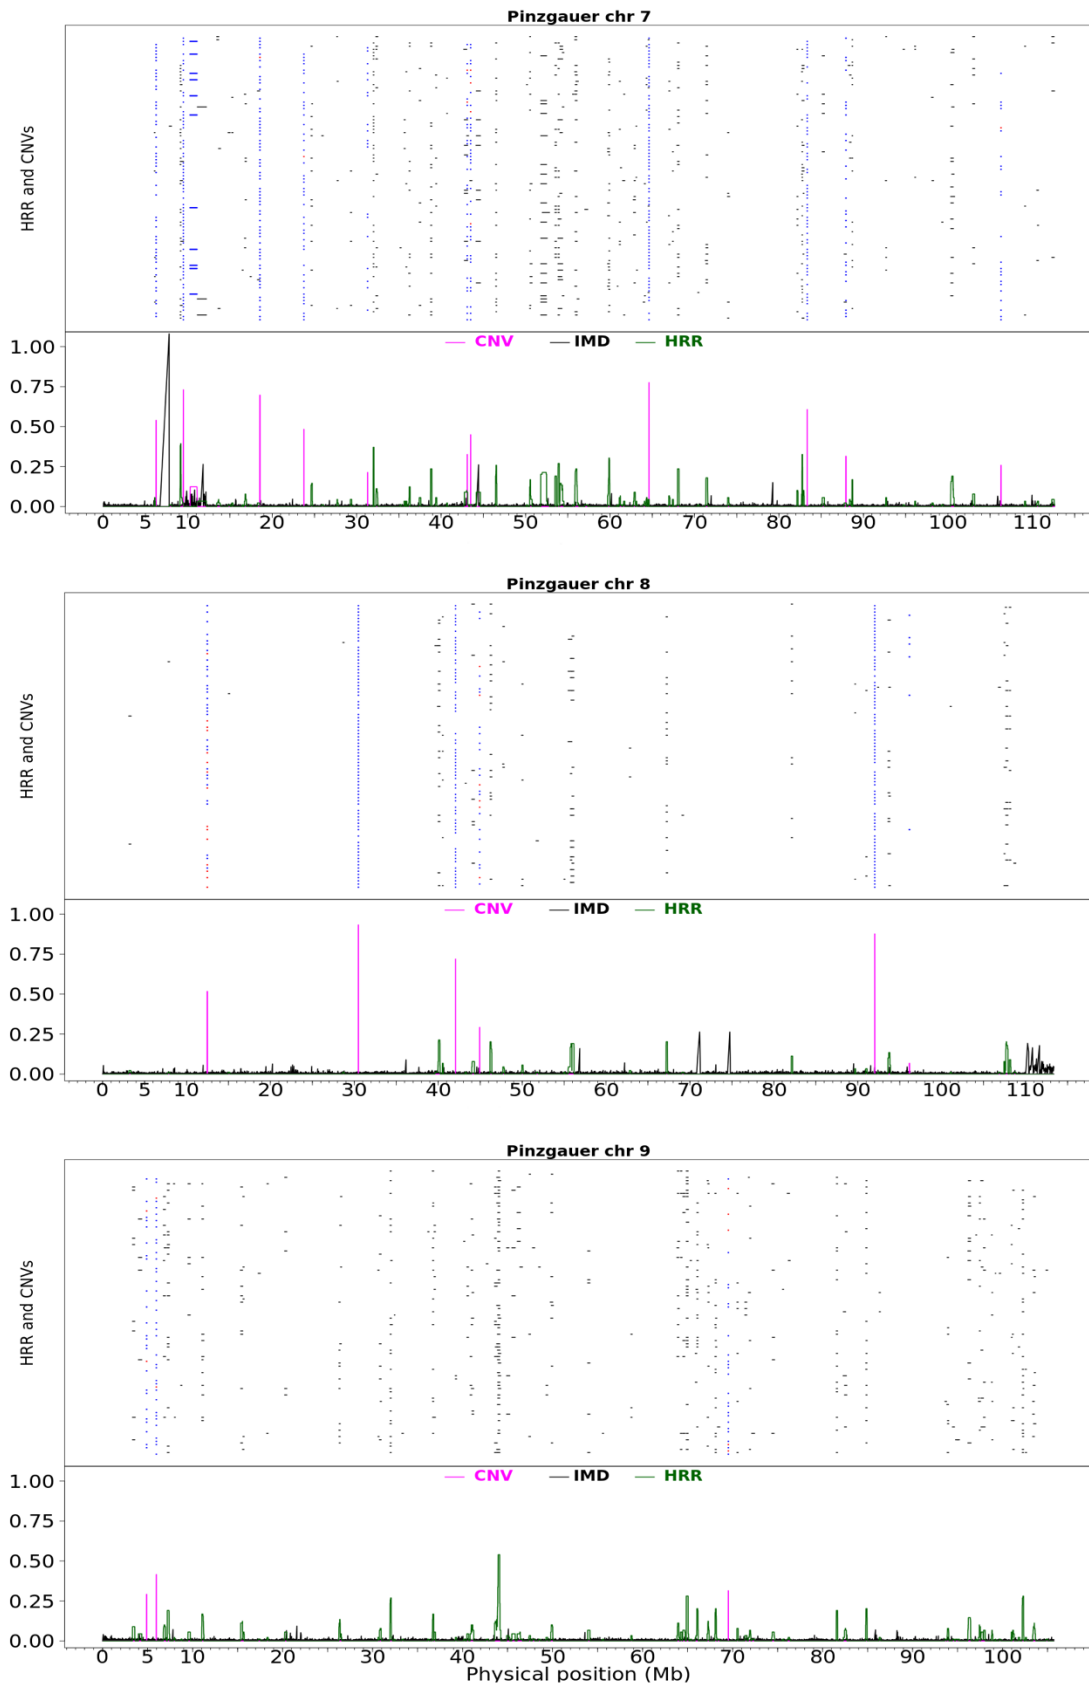 Pinzgauer chr 7
HRR and CNVs
CNV IMD HRR
1.00
0.75
0.50
0.25
0.00
0 5 10 20 30 40 50 60 70 80 90 100 110
Pinzgauer chr 8
HRR and CNVs
CNV IMD HRR
1.00
0.75
0.50
0.25
0.00
0 5 10 20 30 40 50 60 70 80 90 100 110
Pinzgauer chr 9
HRR and CNVs
CNV IMD HRR
1.00
0.75
0.50
0.25
0.00
0 5 10 20 30 40 50 60 70 80 90 100
Physical position (Mb)